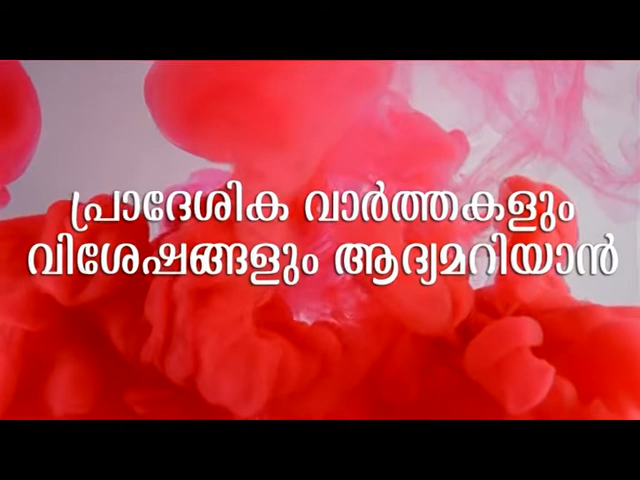 പ്രാദേശിക വാർത്തകളും
വിശേഷങ്ങളും ആദ്യമറിയാൻ